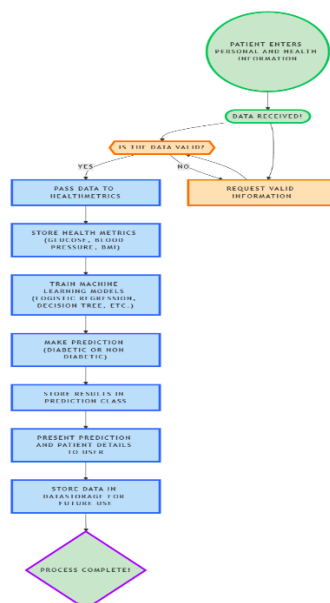 PATIENT ENTERS
PERSONAL AND HEALTH
INFORMATION
DATA RECEIVED!
IS THE DATA VALID?
YES
NO
PASS DATA TO
HEALTHMETRICS
REQUEST VALID
INFORMATION
STORE HEALTH METRICS
(GLUCOSE, BLOOD
PRESSURE, BMI)
TRAIN MACHINE
LEARNING MODELS
(LOGISTIC REGRESSION,
DECISION TREE, ETC.)
MAKE PREDICTION
(DIABETIC OR NON
DIABETIC)
STORE RESULTS IN
PREDICTION CLASS
PRESENT PREDICTION
AND PATIENT DETAILS
TO USER
STORE DATA IN
DATASTORAGE FOR
FUTURE USE
PROCESS COMPLETE!